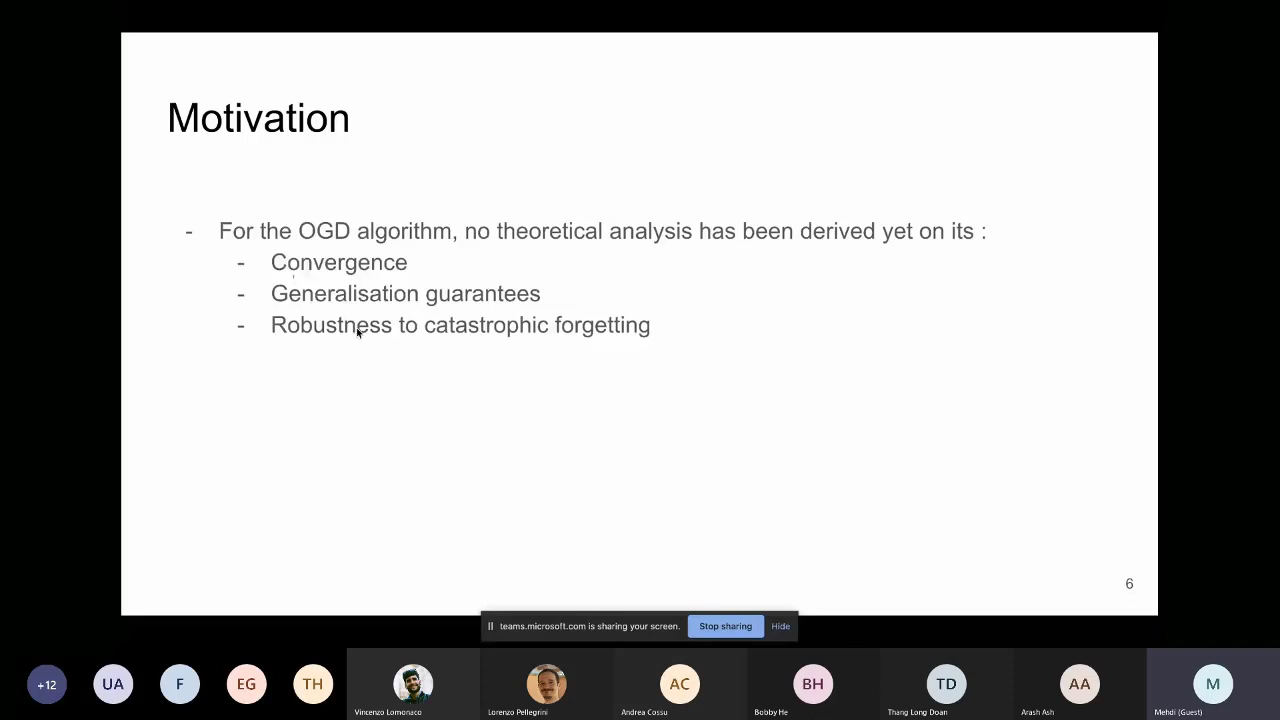 Motivation
- For the OGD algorithm, no theoretical analysis has been derived yet on its :
- Convergence
- Generalisation guarantees
- Robustness to catastrophic forgetting
6
teams.microsoft.com is sharing your screen. Stop sharing Hide
+12 UA F EG TH AC BH TD AA M
Vincenzo Lomonaco Lorenzo Pellegrini Andrea Cossu Bobby He Thang Long Doan Arash Ash Mehdi (Guest)